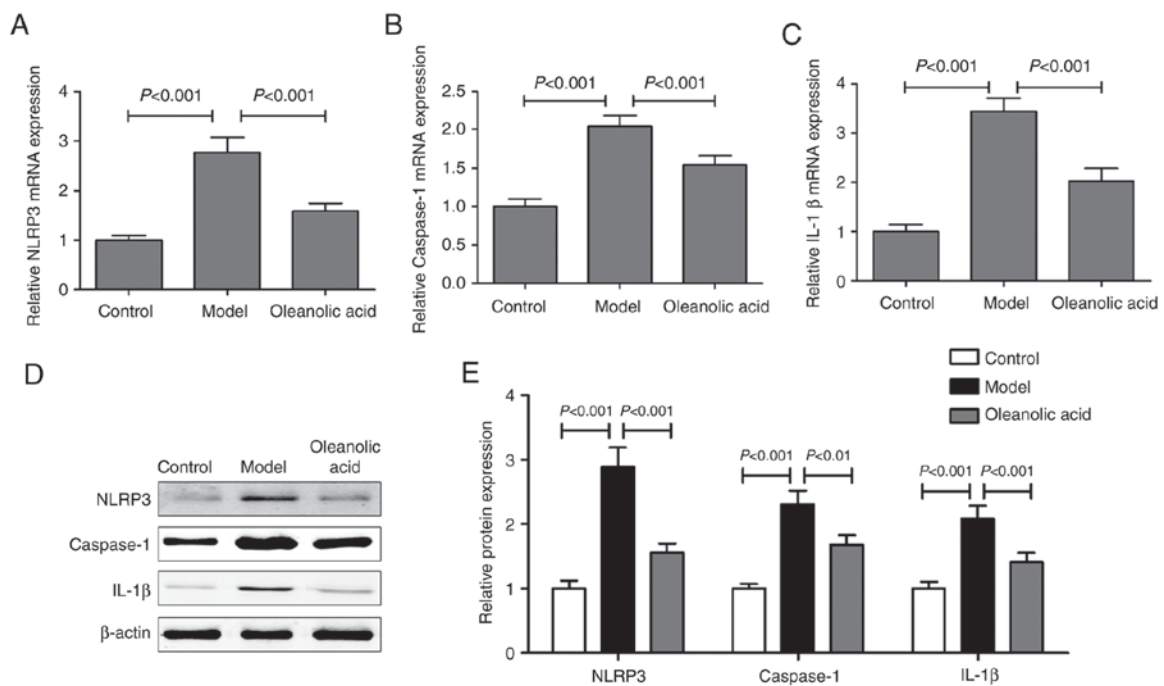 A
Relative NLRP3 mRNA expression
4
3
2
1
0
P<0.001
P<0.001
Control
Model
Oleanolic acid
B
Relative Caspase-1 mRNA expression
2.5
2.0
1.5
1.0
0.5
0.0
P<0.001
P<0.001
Control
Model
Oleanolic acid
C
Relative IL-1 β mRNA expression
4
3
2
1
0
P<0.001
P<0.001
Control
Model
Oleanolic acid
D
Control
Model
Oleanolic
acid
NLRP3
Caspase-1
IL-1β
β-actin
E
Control
Model
Oleanolic acid
Relative protein expression
4
3
2
1
0
P<0.001
P<0.001
P<0.001
P<0.01
P<0.001
P<0.001
NLRP3
Caspase-1
IL-1β